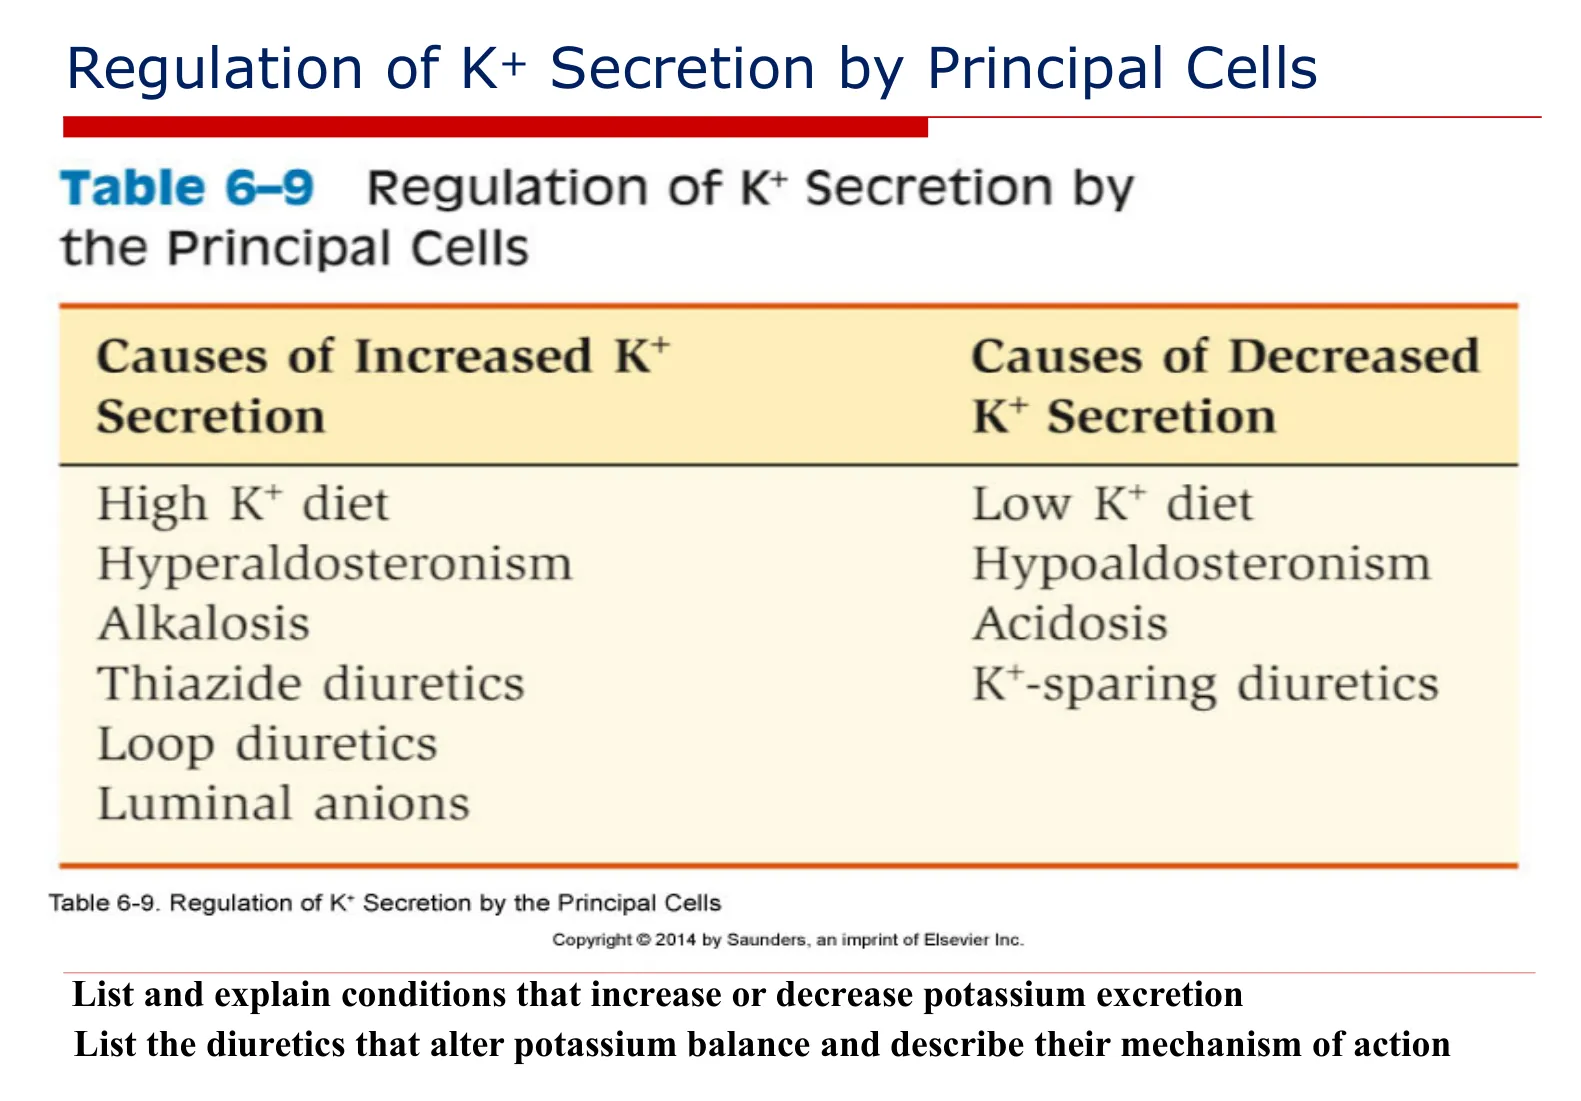 Regulation of K⁺ Secretion by Principal Cells
Table 6–9 Regulation of K⁺ Secretion by
the Principal Cells
Causes of Increased K⁺
Secretion
Causes of Decreased
K⁺ Secretion
High K⁺ diet
Low K⁺ diet
Hyperaldosteronism
Hypoaldosteronism
Alkalosis
Acidosis
Thiazide diuretics
K⁺-sparing diuretics
Loop diuretics
Luminal anions
Table 6-9. Regulation of K⁺ Secretion by the Principal Cells
Copyright © 2014 by Saunders, an imprint of Elsevier Inc.
List and explain conditions that increase or decrease potassium excretion
List the diuretics that alter potassium balance and describe their mechanism of action